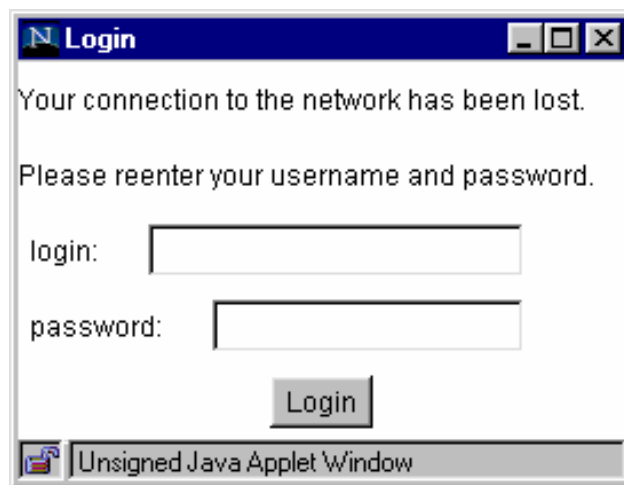 N Login
Your connection to the network has been lost.
Please reenter your username and password.
login:
password:
Login
Unsigned Java Applet Window